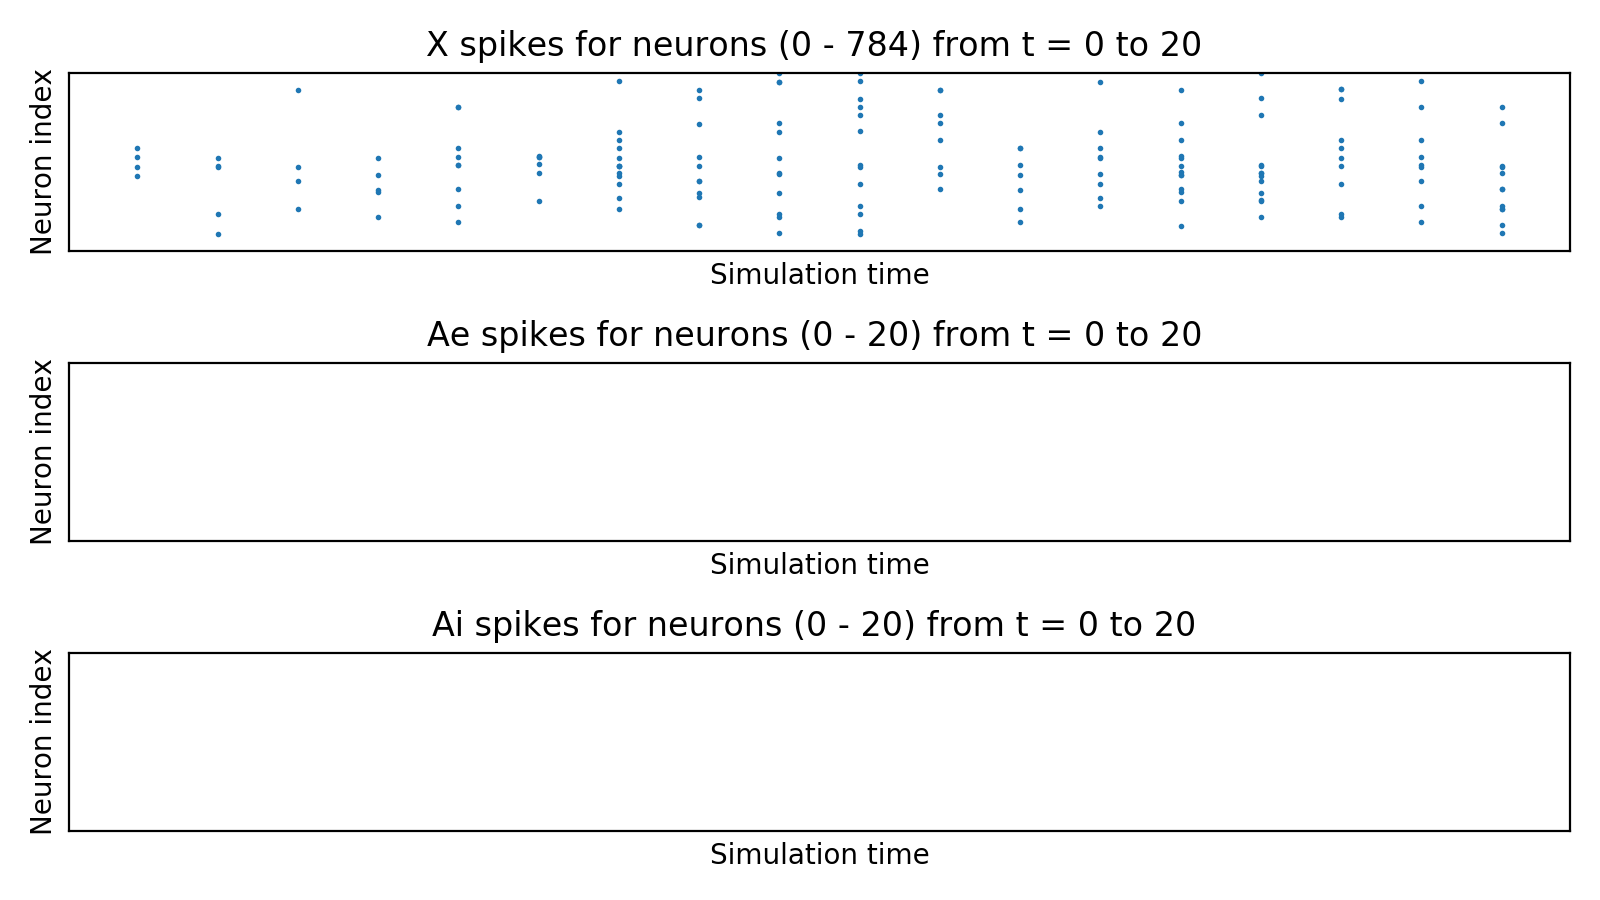 X spikes for neurons (0 - 784) from t = 0 to 20
Neuron index
Simulation time
Ae spikes for neurons (0 - 20) from t = 0 to 20
Neuron index
Simulation time
Ai spikes for neurons (0 - 20) from t = 0 to 20
Neuron index
Simulation time